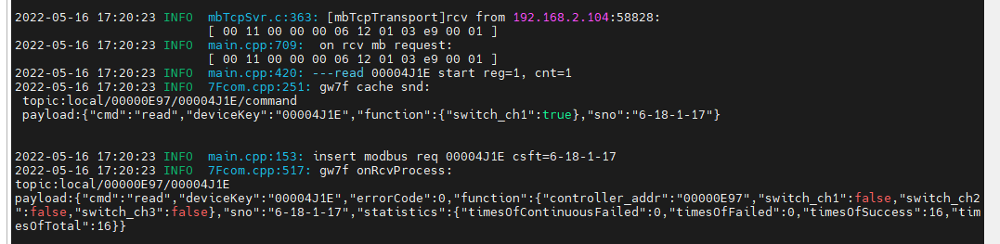 2022-05-16 17:20:23 INFO  mbTcpSvr.c:363: [mbTcpTransport]rcv from 192.168.2.104:58828:
[ 00 11 00 00 00 06 12 01 03 e9 00 01 ]
2022-05-16 17:20:23 INFO  main.cpp:709:  on rcv mb request:
[ 00 11 00 00 00 06 12 01 03 e9 00 01 ]
2022-05-16 17:20:23 INFO  main.cpp:420: ---read 00004J1E start reg=1, cnt=1
2022-05-16 17:20:23 INFO  7Fcom.cpp:251: gw7f cache snd:
topic:local/00000E97/00004J1E/command
payload:{"cmd":"read","deviceKey":"00004J1E","function":{"switch_ch1":true},"sno":"6-18-1-17"}
2022-05-16 17:20:23 INFO  main.cpp:153: insert modbus req 00004J1E csft=6-18-1-17
2022-05-16 17:20:23 INFO  7Fcom.cpp:517: gw7f onRcvProcess:
topic:local/00000E97/00004J1E
payload:{"cmd":"read","deviceKey":"00004J1E","errorCode":0,"function":{"controller_addr":"00000E97","switch_ch1":false,"switch_ch2
":false,"switch_ch3":false},"sno":"6-18-1-17","statistics":{"timesOfContinuousFailed":0,"timesOfFailed":0,"timesOfSuccess":16,"tim
esOfTotal":16}}